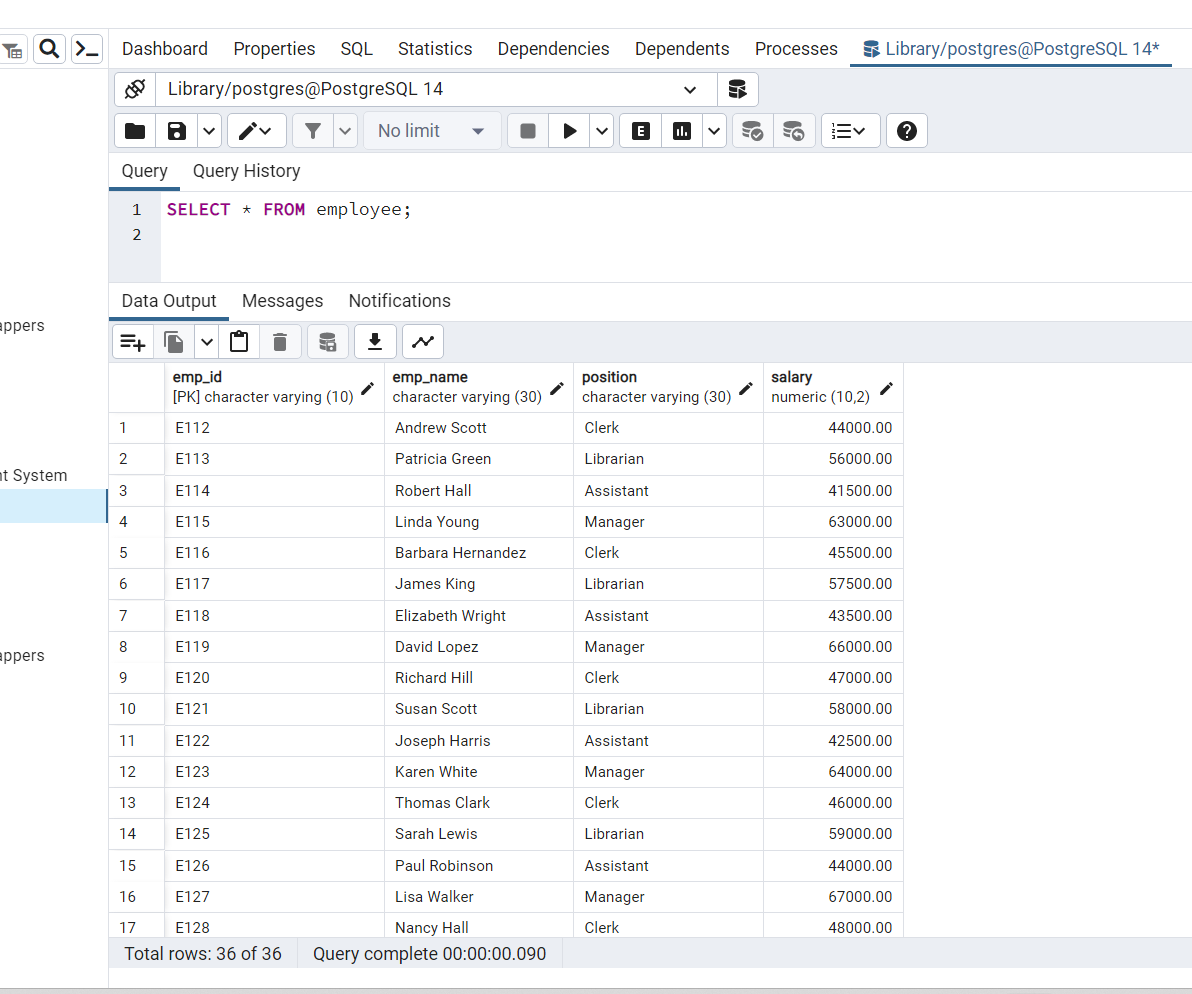 Dashboard Properties SQL Statistics Dependencies Dependents Processes Library/postgres@PostgreSQL 14*
Library/postgres@PostgreSQL 14
No limit E
Query Query History
1 SELECT * FROM employee;
2
Data Output Messages Notifications
appers
nt System
appers
emp_id emp_name position salary
[PK] character varying (10) character varying (30) character varying (30) numeric (10,2)
1 E112 Andrew Scott Clerk 44000.00
2 E113 Patricia Green Librarian 56000.00
3 E114 Robert Hall Assistant 41500.00
4 E115 Linda Young Manager 63000.00
5 E116 Barbara Hernandez Clerk 45500.00
6 E117 James King Librarian 57500.00
7 E118 Elizabeth Wright Assistant 43500.00
8 E119 David Lopez Manager 66000.00
9 E120 Richard Hill Clerk 47000.00
10 E121 Susan Scott Librarian 58000.00
11 E122 Joseph Harris Assistant 42500.00
12 E123 Karen White Manager 64000.00
13 E124 Thomas Clark Clerk 46000.00
14 E125 Sarah Lewis Librarian 59000.00
15 E126 Paul Robinson Assistant 44000.00
16 E127 Lisa Walker Manager 67000.00
17 E128 Nancy Hall Clerk 48000.00
Total rows: 36 of 36 Query complete 00:00:00.090